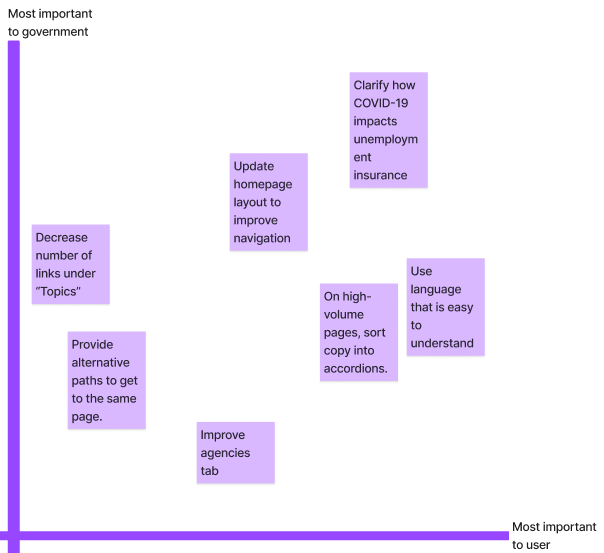 Most important
to government
Clarify how
COVID-19
impacts
unemploym
ent
insurance
Update
homepage
layout to
improve
navigation
Decrease
number of
links under
“Topics”
Use
language
that is easy
to
understand
On high-
volume
pages, sort
copy into
accordions.
Provide
alternative
paths to get
to the same
page.
Improve
agencies
tab
Most important
to user